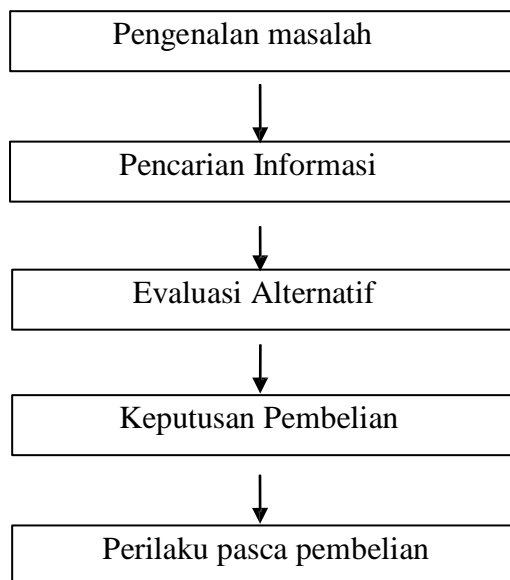 Pengenalan masalah
Pencarian Informasi
Evaluasi Alternatif
Keputusan Pembelian
Perilaku pasca pembelian